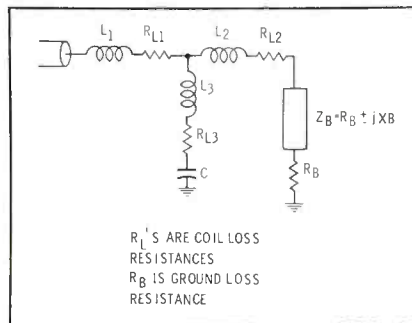 L1
RL1
L2
RL2
L3
RL3
C
ZB=RB ± jXB
RB
RL'S ARE COIL LOSS
RESISTANCES
RB IS GROUND LOSS
RESISTANCE